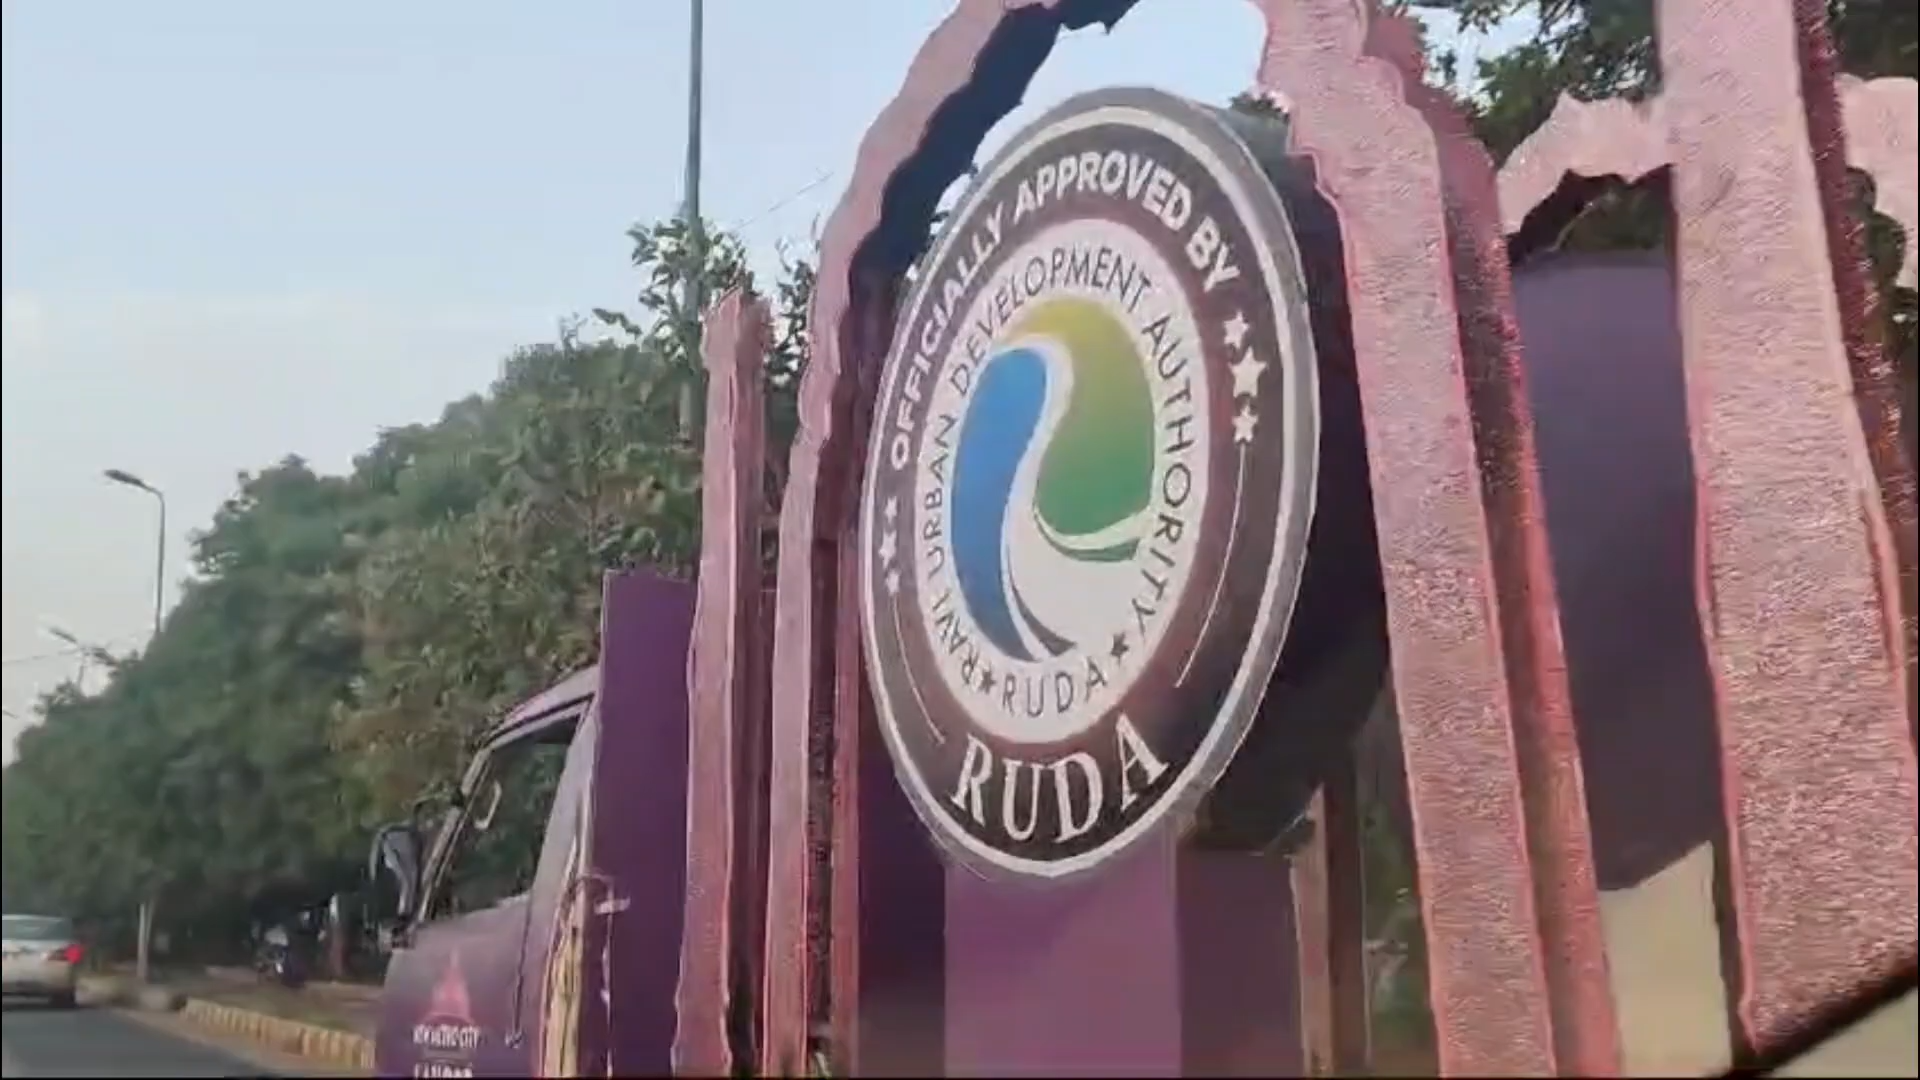 OFFICIALLY APPROVED BY
RAVI URBAN DEVELOPMENT AUTHORITY
RUDA
RUDA